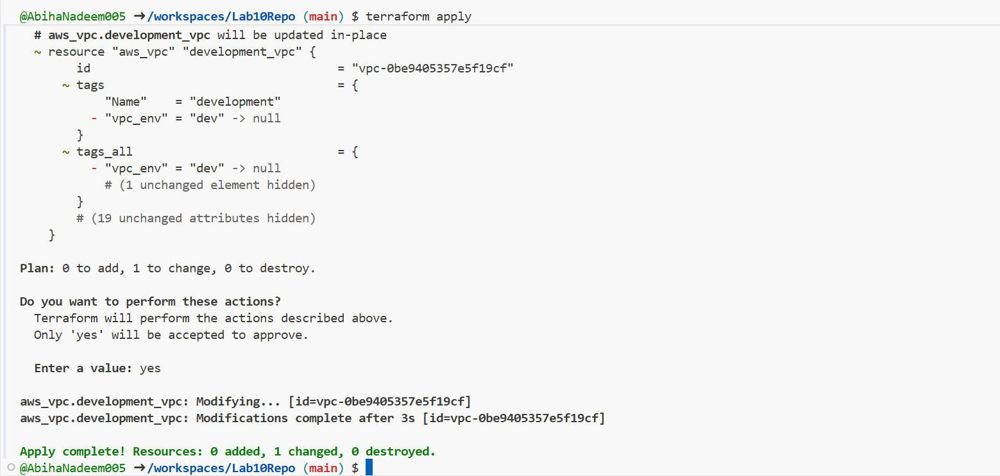 @AbihaNadeem005 ➜/workspaces/Lab10Repo (main) $ terraform apply
# aws_vpc.development_vpc will be updated in-place
~ resource "aws_vpc" "development_vpc" {
id = "vpc-0be9405357e5f19cf"
~ tags = {
"Name" = "development"
- "vpc_env" = "dev" -> null
}
~ tags_all = {
- "vpc_env" = "dev" -> null
# (1 unchanged element hidden)
}
# (19 unchanged attributes hidden)
}
Plan: 0 to add, 1 to change, 0 to destroy.
Do you want to perform these actions?
Terraform will perform the actions described above.
Only 'yes' will be accepted to approve.
Enter a value: yes
aws_vpc.development_vpc: Modifying... [id=vpc-0be9405357e5f19cf]
aws_vpc.development_vpc: Modifications complete after 3s [id=vpc-0be9405357e5f19cf]
Apply complete! Resources: 0 added, 1 changed, 0 destroyed.
@AbihaNadeem005 ➜/workspaces/Lab10Repo (main) $